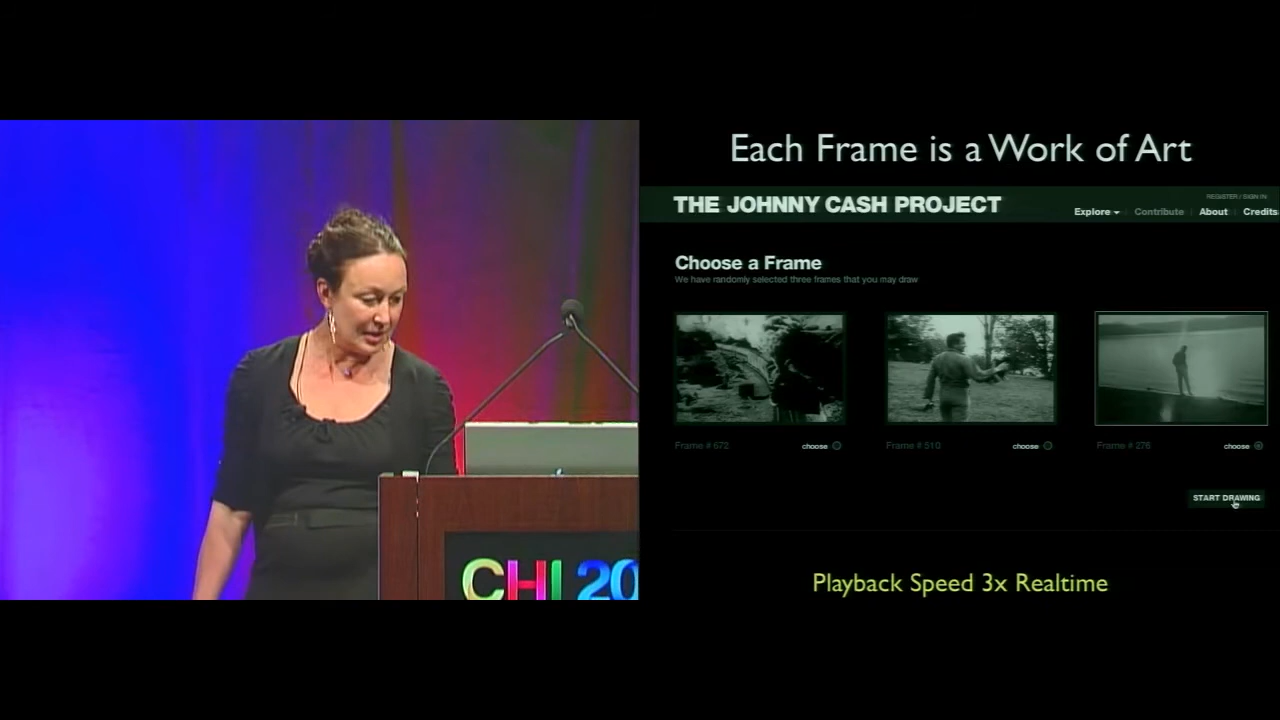 Each Frame is a Work of Art
THE JOHNNY CASH PROJECT
REGISTER / SIGN IN
Explore
Contribute
About
Credits
Choose a Frame
We have randomly selected three frames that you may draw
Frame # 672
choose
Frame # 510
choose
Frame # 276
choose
START DRAWING
Playback Speed 3x Realtime
CHI 20